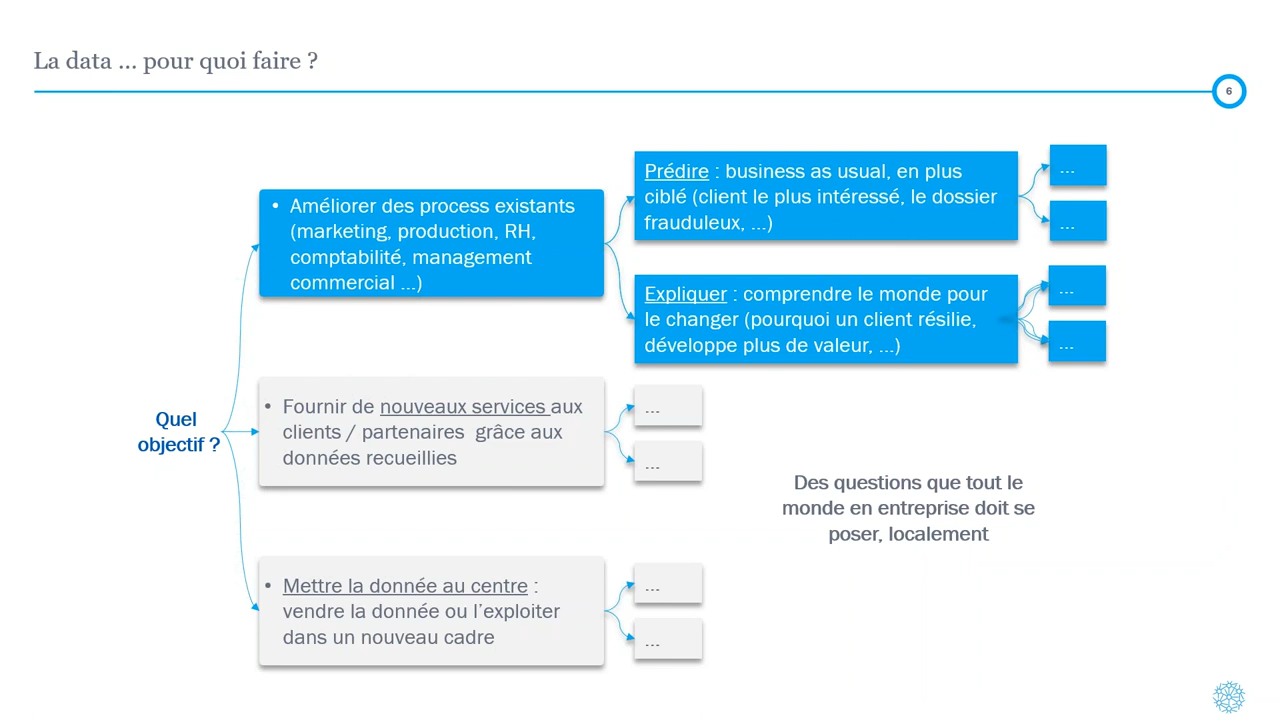 La data ... pour quoi faire ?
6
• Améliorer des process existants
(marketing, production, RH,
comptabilité, management
commercial ...)
Prédire : business as usual, en plus
ciblé (client le plus intéressé, le dossier
frauduleux, ...)
...
...
Expliquer : comprendre le monde pour
le changer (pourquoi un client résilie,
développe plus de valeur, ...)
...
...
Quel
objectif ?
• Fournir de nouveaux services aux
clients / partenaires  grâce aux
données recueillies
...
...
Des questions que tout le
monde en entreprise doit se
poser, localement
• Mettre la donnée au centre :
vendre la donnée ou l’exploiter
dans un nouveau cadre
...
...